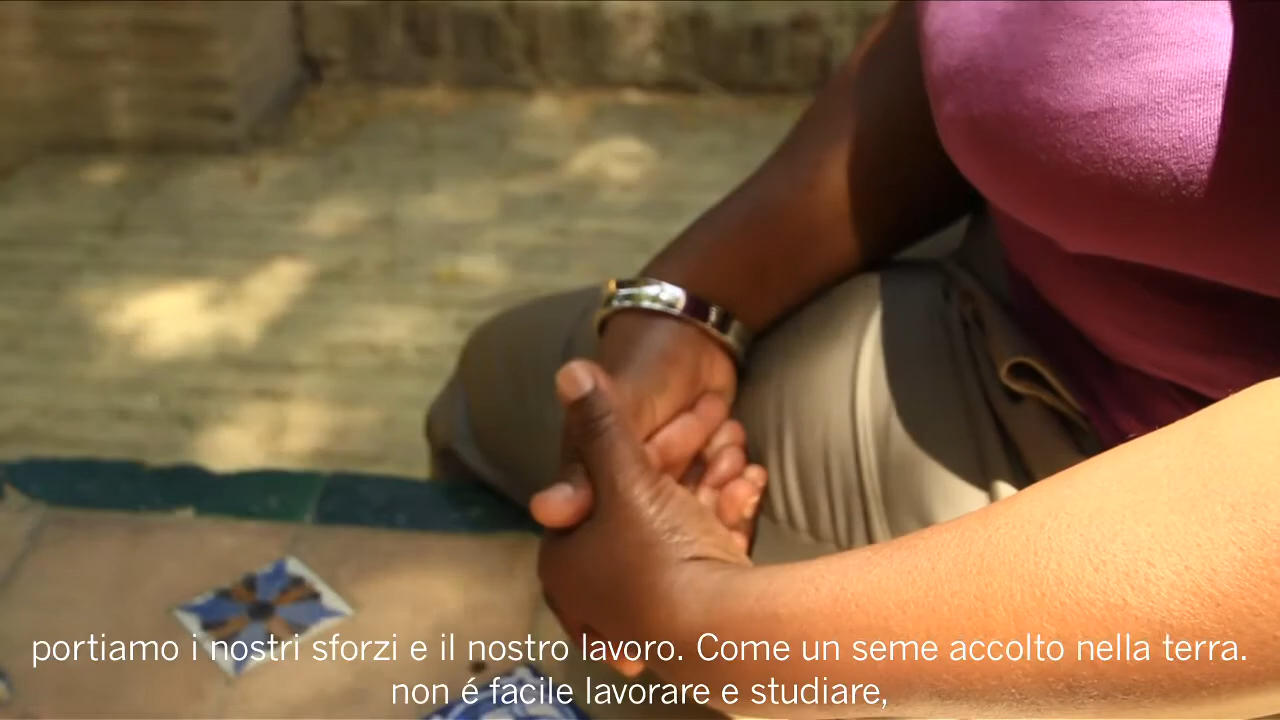 portiamo i nostri sforzi e il nostro lavoro. Come un seme accolto nella terra.
non é facile lavorare e studiare,